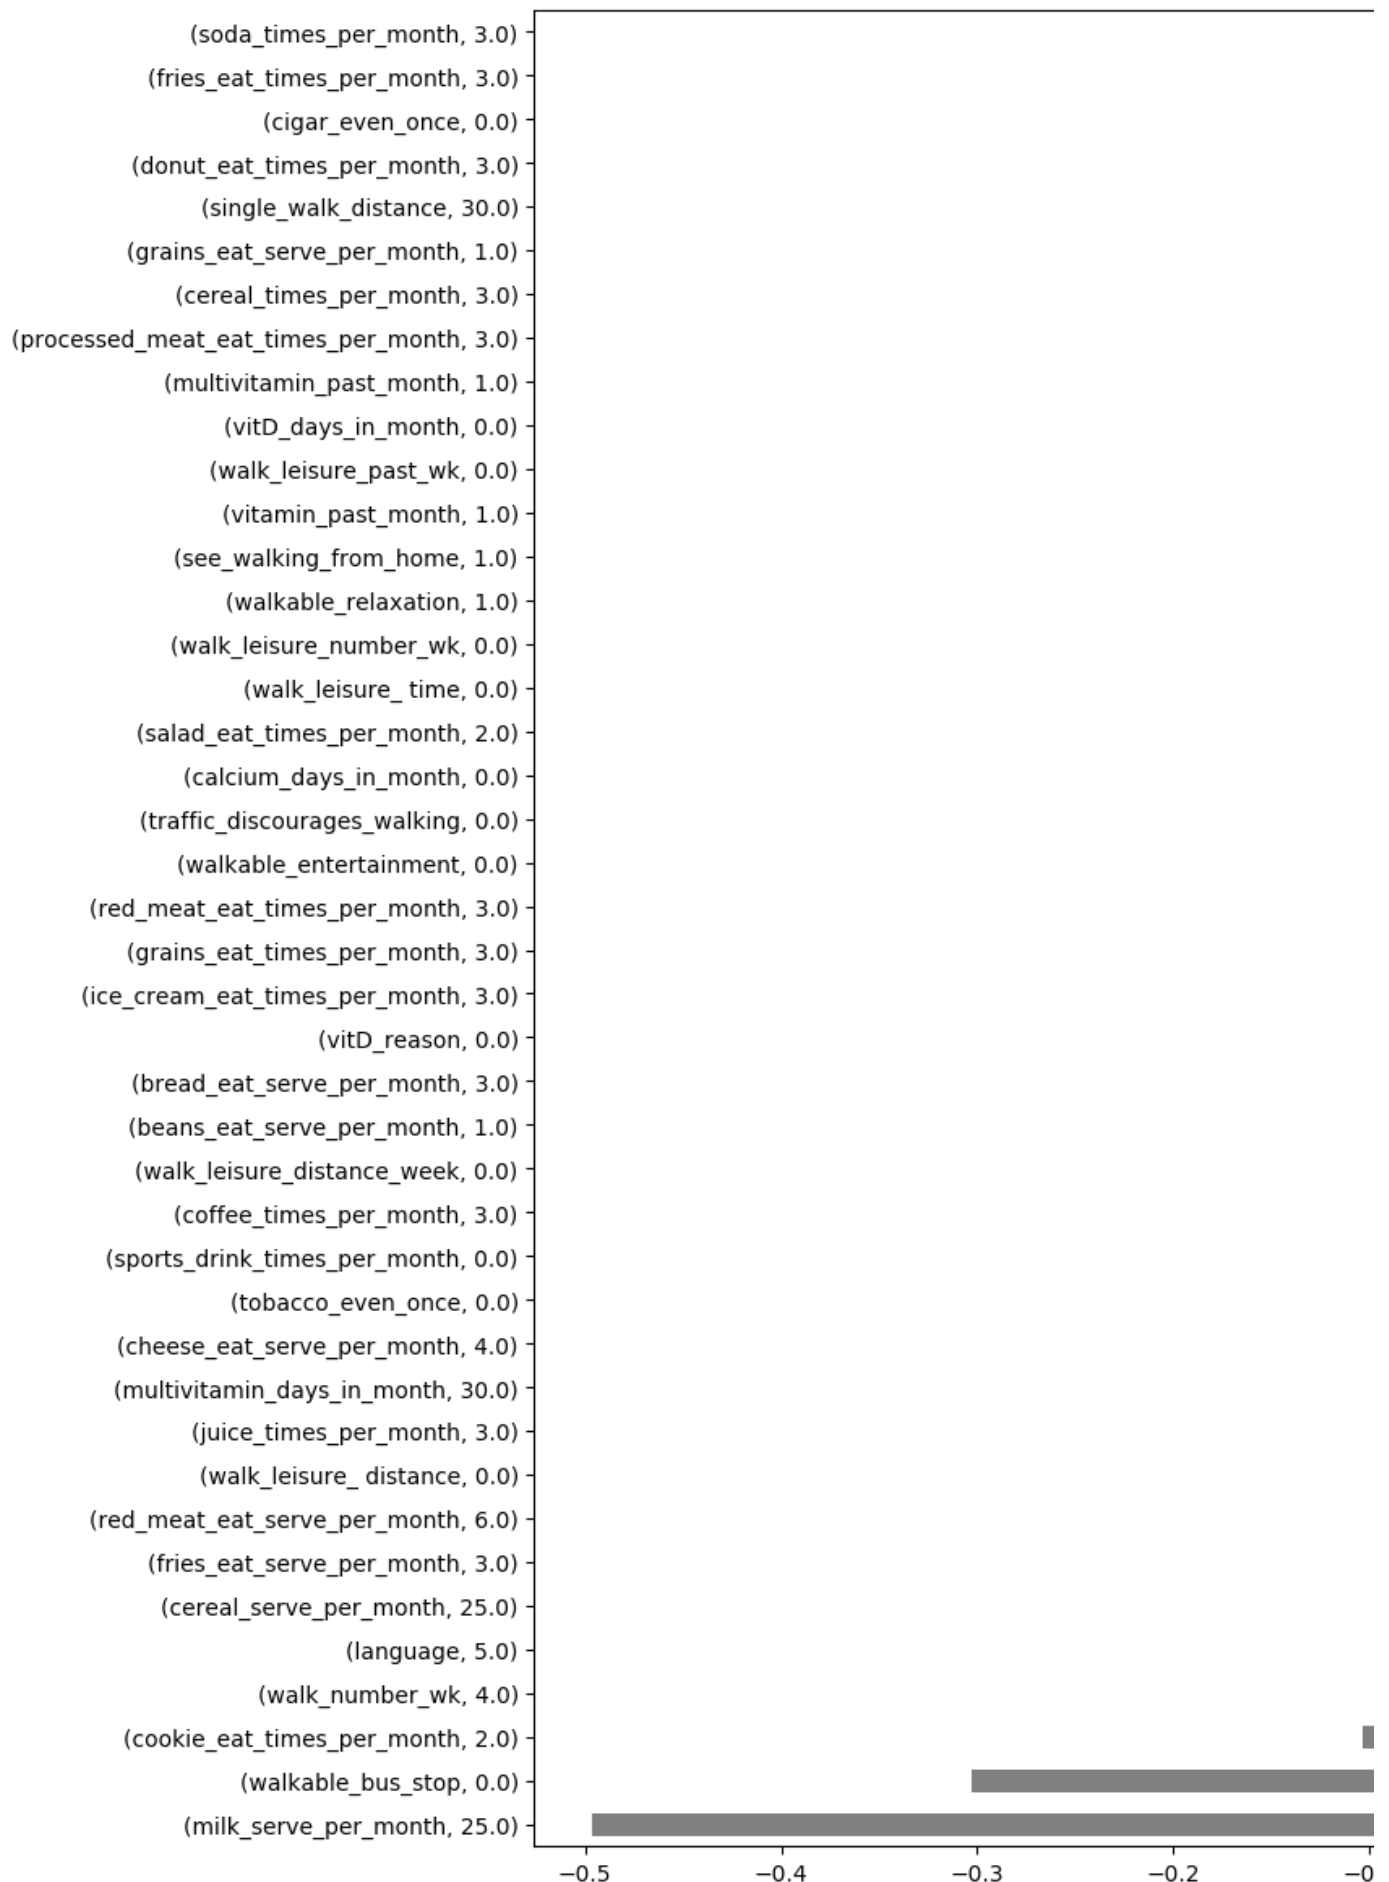 (soda_times_per_month, 3.0)
(fries_eat_times_per_month, 3.0)
(cigar_even_once, 0.0)
(donut_eat_times_per_month, 3.0)
(single_walk_distance, 30.0)
(grains_eat_serve_per_month, 1.0)
(cereal_times_per_month, 3.0)
(processed_meat_eat_times_per_month, 3.0)
(multivitamin_past_month, 1.0)
(vitD_days_in_month, 0.0)
(walk_leisure_past_wk, 0.0)
(vitamin_past_month, 1.0)
(see_walking_from_home, 1.0)
(walkable_relaxation, 1.0)
(walk_leisure_number_wk, 0.0)
(walk_leisure_ time, 0.0)
(salad_eat_times_per_month, 2.0)
(calcium_days_in_month, 0.0)
(traffic_discourages_walking, 0.0)
(walkable_entertainment, 0.0)
(red_meat_eat_times_per_month, 3.0)
(grains_eat_times_per_month, 3.0)
(ice_cream_eat_times_per_month, 3.0)
(vitD_reason, 0.0)
(bread_eat_serve_per_month, 3.0)
(beans_eat_serve_per_month, 1.0)
(walk_leisure_distance_week, 0.0)
(coffee_times_per_month, 3.0)
(sports_drink_times_per_month, 0.0)
(tobacco_even_once, 0.0)
(cheese_eat_serve_per_month, 4.0)
(multivitamin_days_in_month, 30.0)
(juice_times_per_month, 3.0)
(walk_leisure_ distance, 0.0)
(red_meat_eat_serve_per_month, 6.0)
(fries_eat_serve_per_month, 3.0)
(cereal_serve_per_month, 25.0)
(language, 5.0)
(walk_number_wk, 4.0)
(cookie_eat_times_per_month, 2.0)
(walkable_bus_stop, 0.0)
(milk_serve_per_month, 25.0)
−0.5 −0.4 −0.3 −0.2